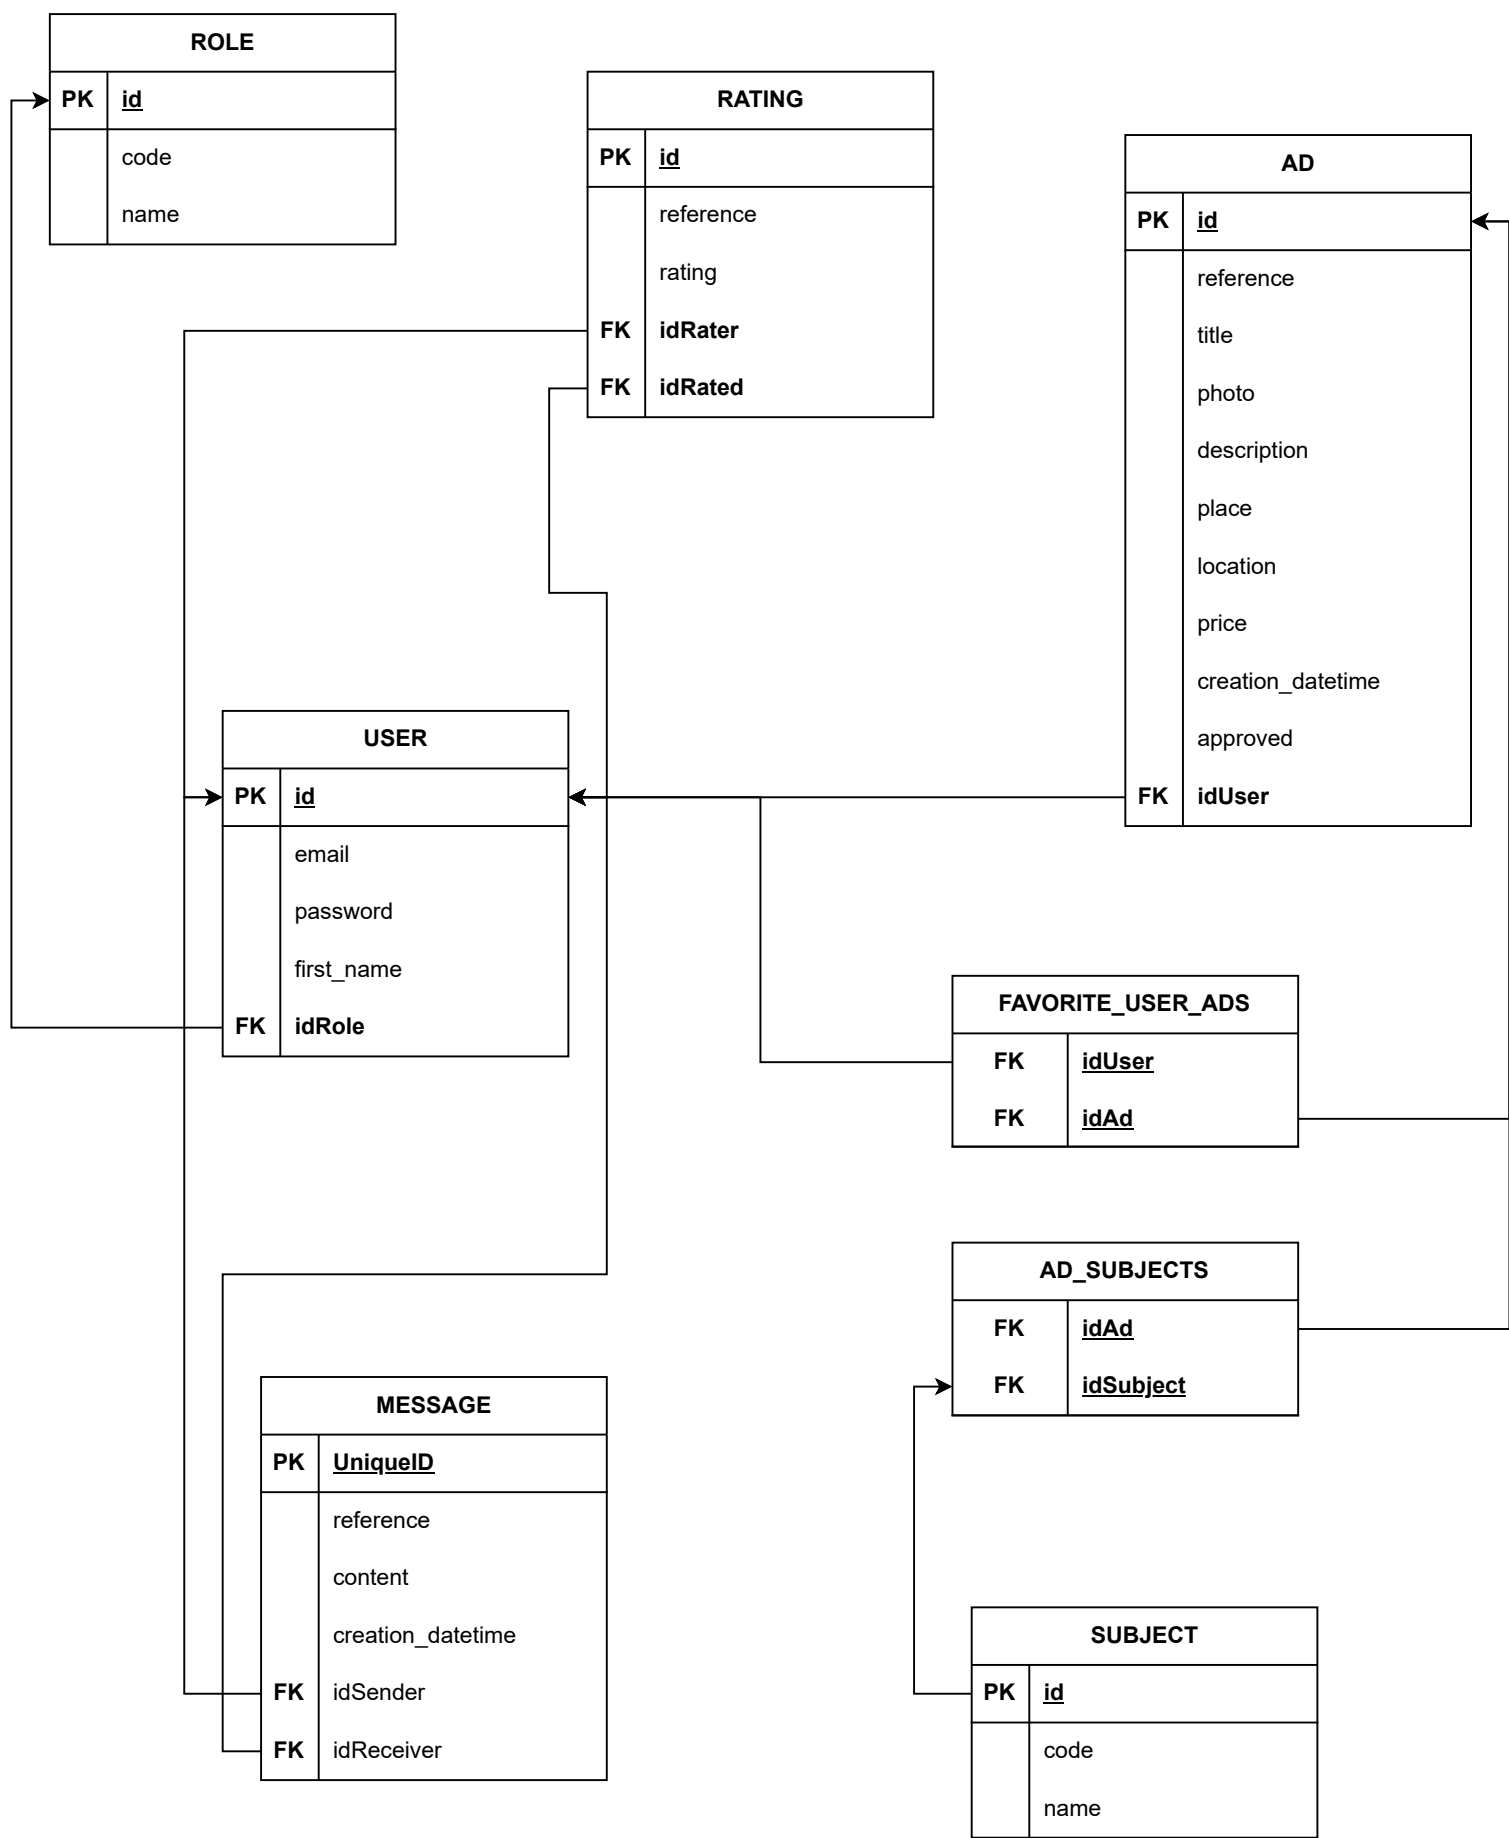 ROLE
PK id
code
name
RATING
PK id
reference
rating
FK idRater
FK idRated
AD
PK id
reference
title
photo
description
place
location
price
creation_datetime
approved
FK idUser
USER
PK id
email
password
first_name
FK idRole
FAVORITE_USER_ADS
FK idUser
FK idAd
AD_SUBJECTS
FK idAd
FK idSubject
MESSAGE
PK UniqueID
reference
content
creation_datetime
FK idSender
FK idReceiver
SUBJECT
PK id
code
name